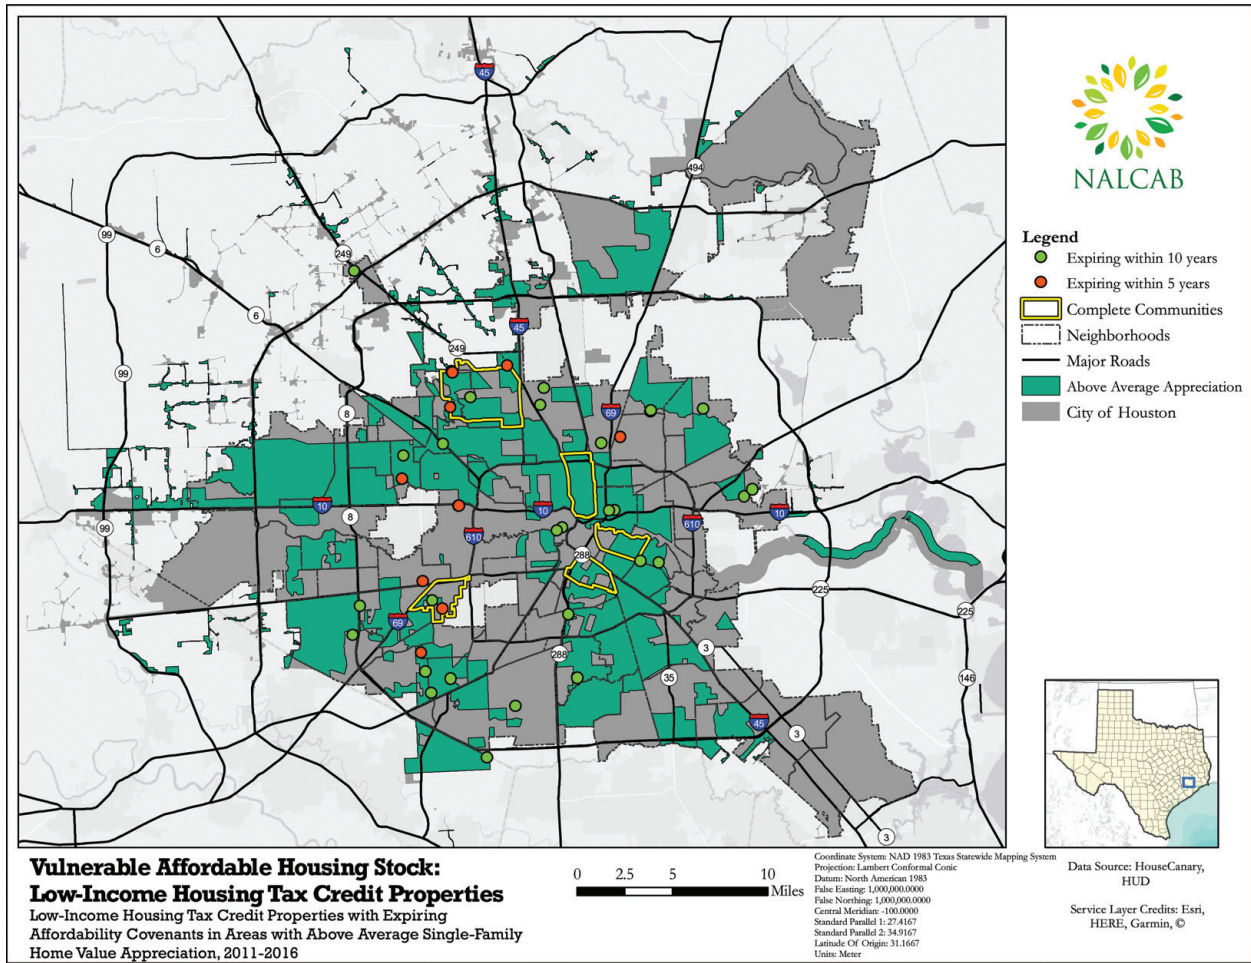 45
494
99
6
249
6
45
249
99
8
69
10
10
10
99
8
610
610
288
225
225
69
3
288
35
146
45
3
3
NALCAB
Legend
Expiring within 10 years
Expiring within 5 years
Complete Communities
Neighborhoods
Major Roads
Above Average Appreciation
City of Houston
Vulnerable Affordable Housing Stock:
Low-Income Housing Tax Credit Properties
Low-Income Housing Tax Credit Properties with Expiring
Affordability Covenants in Areas with Above Average Single-Family
Home Value Appreciation, 2011-2016
0 2.5 5 10
Miles
Coordinate System: NAD 1983 Texas Statewide Mapping System
Projection: Lambert Conformal Conic
Datum: North American 1983
False Easting: 1,000,000.0000
False Northing: 1,000,000.0000
Central Meridian: -100.0000
Standard Parallel 1: 27.4167
Standard Parallel 2: 34.9167
Latitude Of Origin: 31.1667
Units: Meter
Data Source: HouseCanary,
HUD
Service Layer Credits: Esri,
HERE, Garmin, ©